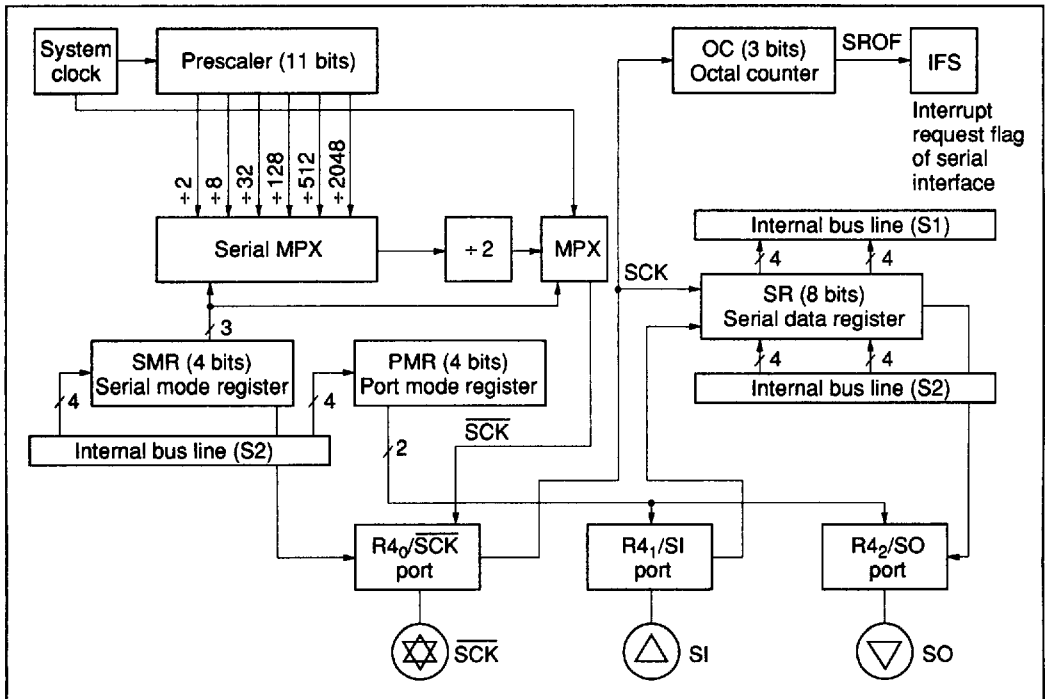 System
clock
Prescaler (11 bits)
OC (3 bits)
Octal counter
SROF
IFS
Interrupt
request flag
of serial
interface
÷2
÷8
÷32
÷128
÷512
÷2048
Serial MPX
÷2
MPX
SCK
Internal bus line (S1)
4
4
SR (8 bits)
Serial data register
4
4
Internal bus line (S2)
3
SMR (4 bits)
Serial mode register
PMR (4 bits)
Port mode register
4
4
Internal bus line (S2)
2
S̅C̅K̅
R4₀/S̅C̅K̅
port
R4₁/SI
port
R4₂/SO
port
S̅C̅K̅
SI
SO